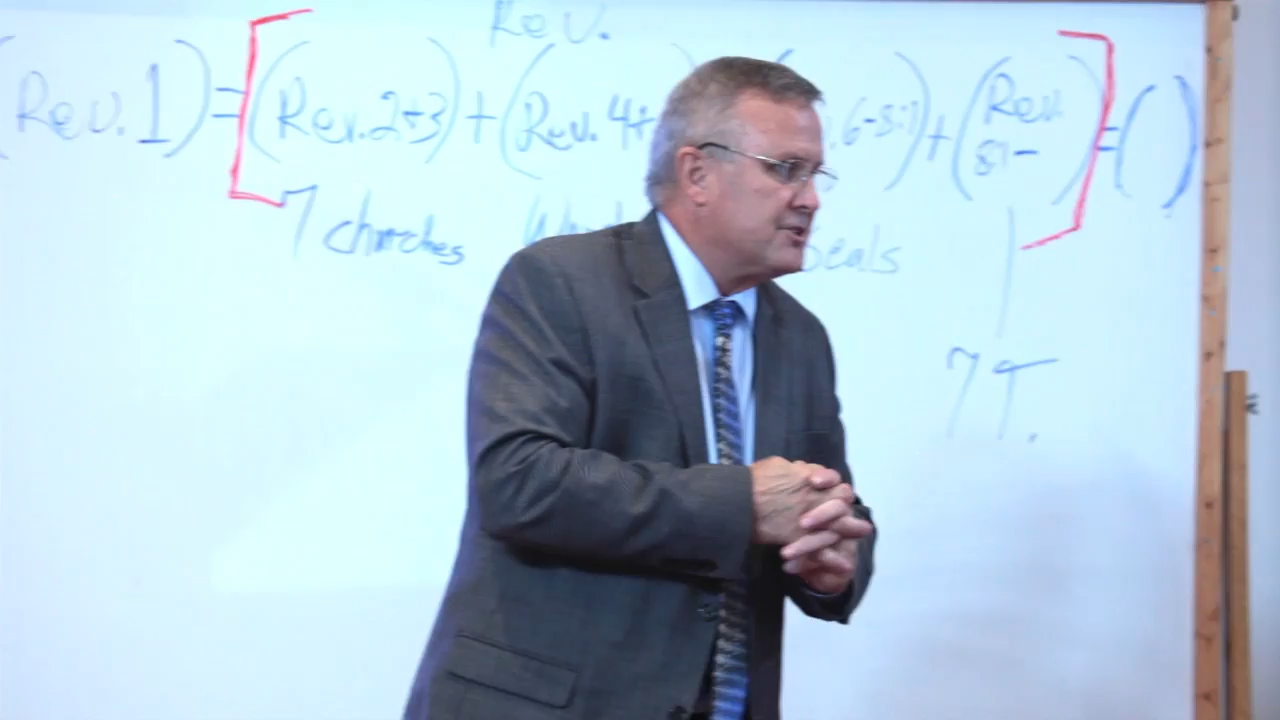 Rev.
(Rev. 1) = [(Rev. 2+3) + (Rev. 4+ .6-8:1) + (Rev. 8:1-)] = ( )
7 churches Seals
7 T.